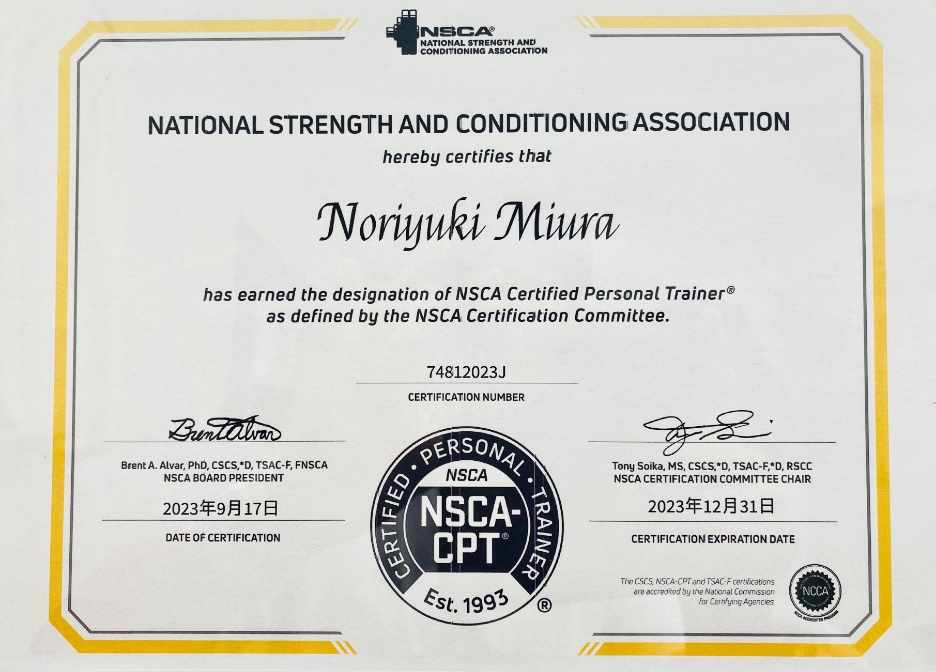 NSCA®
NATIONAL STRENGTH AND
CONDITIONING ASSOCIATION
NATIONAL STRENGTH AND CONDITIONING ASSOCIATION
hereby certifies that
Noriyuki Miura
has earned the designation of NSCA Certified Personal Trainer®
as defined by the NSCA Certification Committee.
74812023J
CERTIFICATION NUMBER
Brent Alvar
Brent A. Alvar, PhD, CSCS,*D, TSAC-F, FNSCA
NSCA BOARD PRESIDENT
2023年9月17日
DATE OF CERTIFICATION
CERTIFIED • PERSONAL • TRAINER
NSCA
NSCA-
CPT®
Est. 1993
®
Tony Soika, MS, CSCS,*D, TSAC-F,*D, RSCC
NSCA CERTIFICATION COMMITTEE CHAIR
2023年12月31日
CERTIFICATION EXPIRATION DATE
The CSCS, NSCA-CPT and TSAC-F certifications
are accredited by the National Commission
for Certifying Agencies.
NCCA